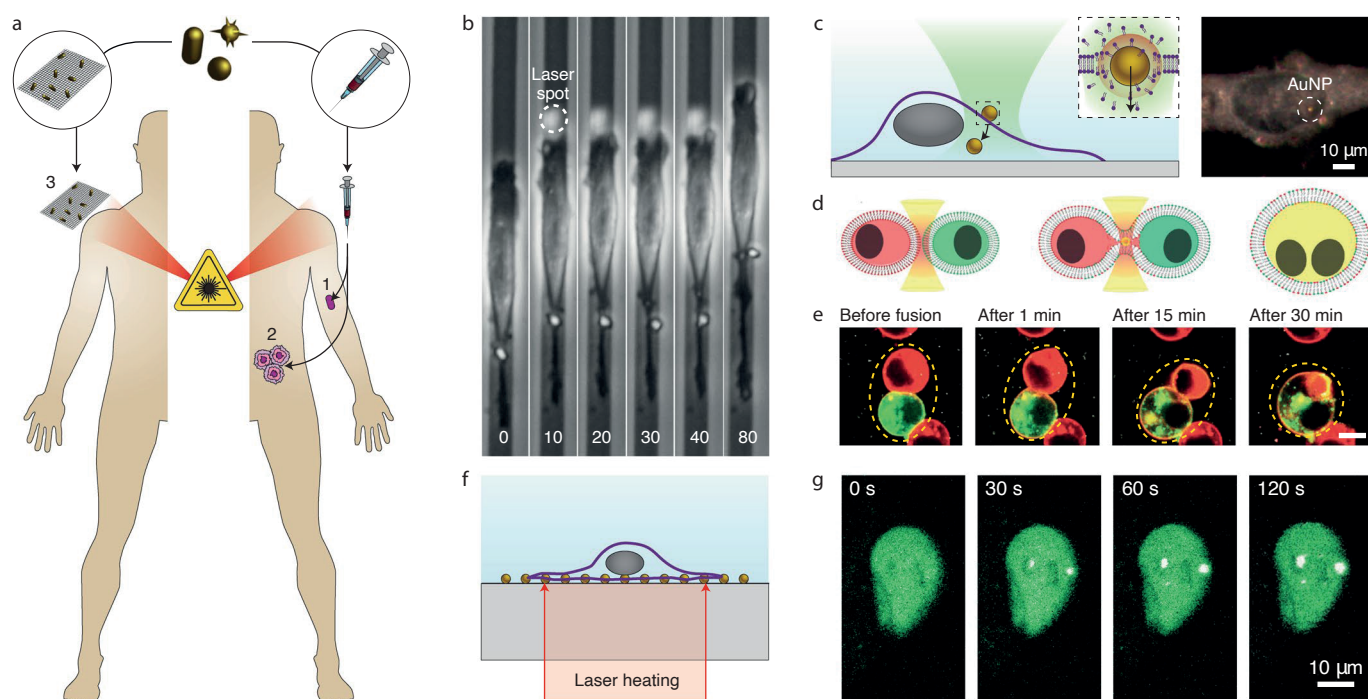 a
3
1
2
b
Laser
spot
0
10
20
30
40
80
c
AuNP
10 µm
d
e
Before fusion
After 1 min
After 15 min
After 30 min
f
Laser heating
g
0 s
30 s
60 s
120 s
10 µm